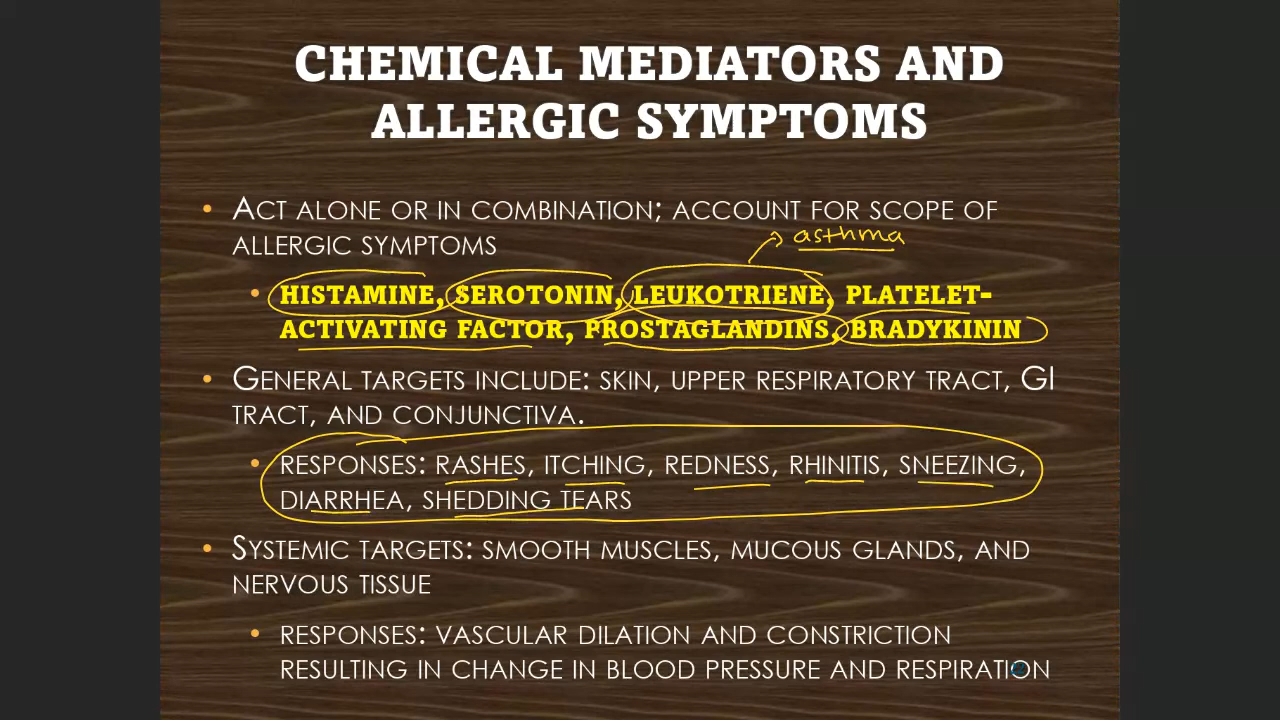 CHEMICAL MEDIATORS AND
ALLERGIC SYMPTOMS
• ACT ALONE OR IN COMBINATION; ACCOUNT FOR SCOPE OF
ALLERGIC SYMPTOMS
asthma
• HISTAMINE, SEROTONIN, LEUKOTRIENE, PLATELET-
ACTIVATING FACTOR, PROSTAGLANDINS, BRADYKININ
• GENERAL TARGETS INCLUDE: SKIN, UPPER RESPIRATORY TRACT, GI
TRACT, AND CONJUNCTIVA.
• RESPONSES: RASHES, ITCHING, REDNESS, RHINITIS, SNEEZING,
DIARRHEA, SHEDDING TEARS
• SYSTEMIC TARGETS: SMOOTH MUSCLES, MUCOUS GLANDS, AND
NERVOUS TISSUE
• RESPONSES: VASCULAR DILATION AND CONSTRICTION
RESULTING IN CHANGE IN BLOOD PRESSURE AND RESPIRATION